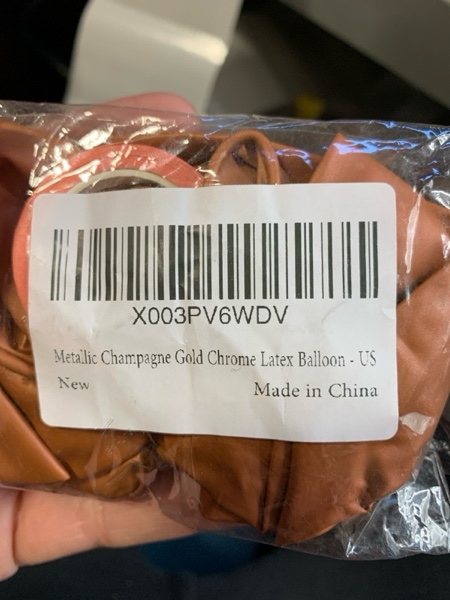 X003PV6WDV
Metallic Champagne Gold Chrome Latex Balloon - US
New
Made in China